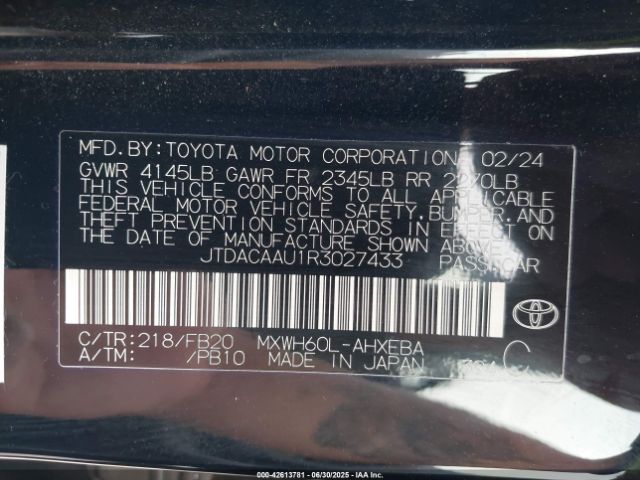 MFD.BY:TOYOTA MOTOR CORPORATION 02/24
GVWR 4145LB GAWR FR 2345LB RR 2270LB
THIS VEHICLE CONFORMS TO ALL APPLICABLE
FEDERAL MOTOR VEHICLE SAFETY,BUMPER,AND
THEFT PREVENTION STANDARDS IN EFFECT ON
THE DATE OF MANUFACTURE SHOWN ABOVE.
JTDACAAU1R3027433 PASS.CAR
C/TR:218/FB20 MXWH60L-AHXEBA
A/TM: /PB10 MADE IN JAPAN
C
000-42613781 - 06/30/2025 - IAA Inc.